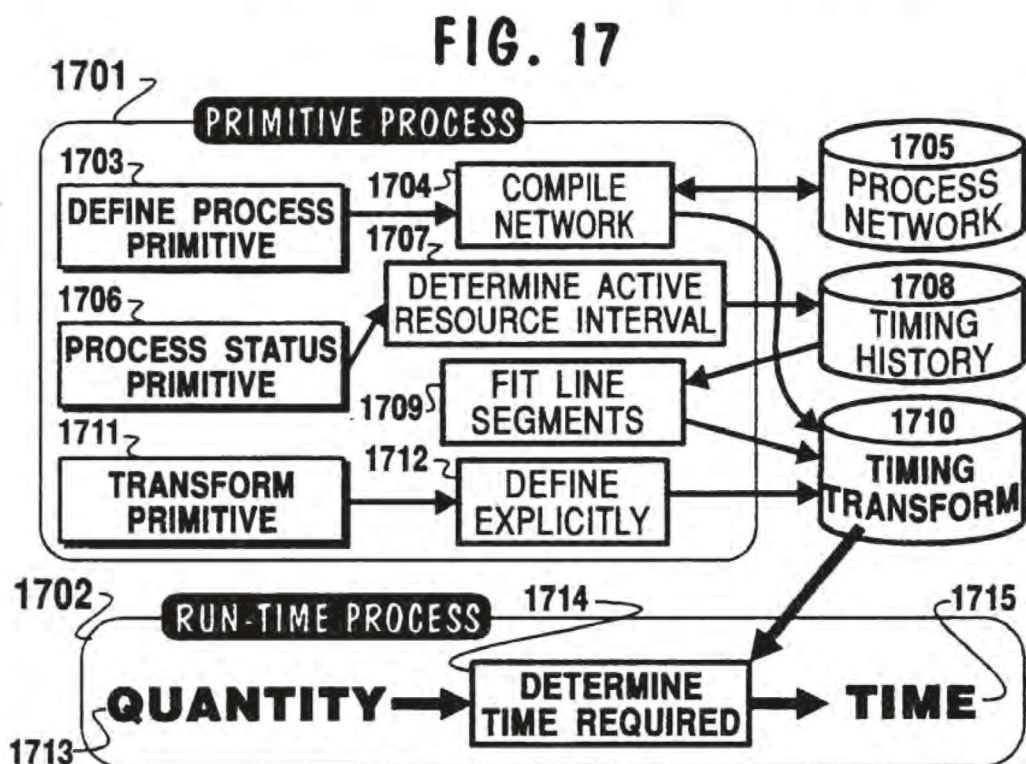 FIG. 17
1701
PRIMITIVE PROCESS
1703
DEFINE PROCESS
PRIMITIVE
1704
COMPILE
NETWORK
1705
PROCESS
NETWORK
1706
PROCESS STATUS
PRIMITIVE
1707
DETERMINE ACTIVE
RESOURCE INTERVAL
1708
TIMING
HISTORY
1709
FIT LINE
SEGMENTS
1710
TIMING
TRANSFORM
1711
TRANSFORM
PRIMITIVE
1712
DEFINE
EXPLICITLY
1702
RUN-TIME PROCESS
1714
1715
QUANTITY
DETERMINE
TIME REQUIRED
TIME
1713